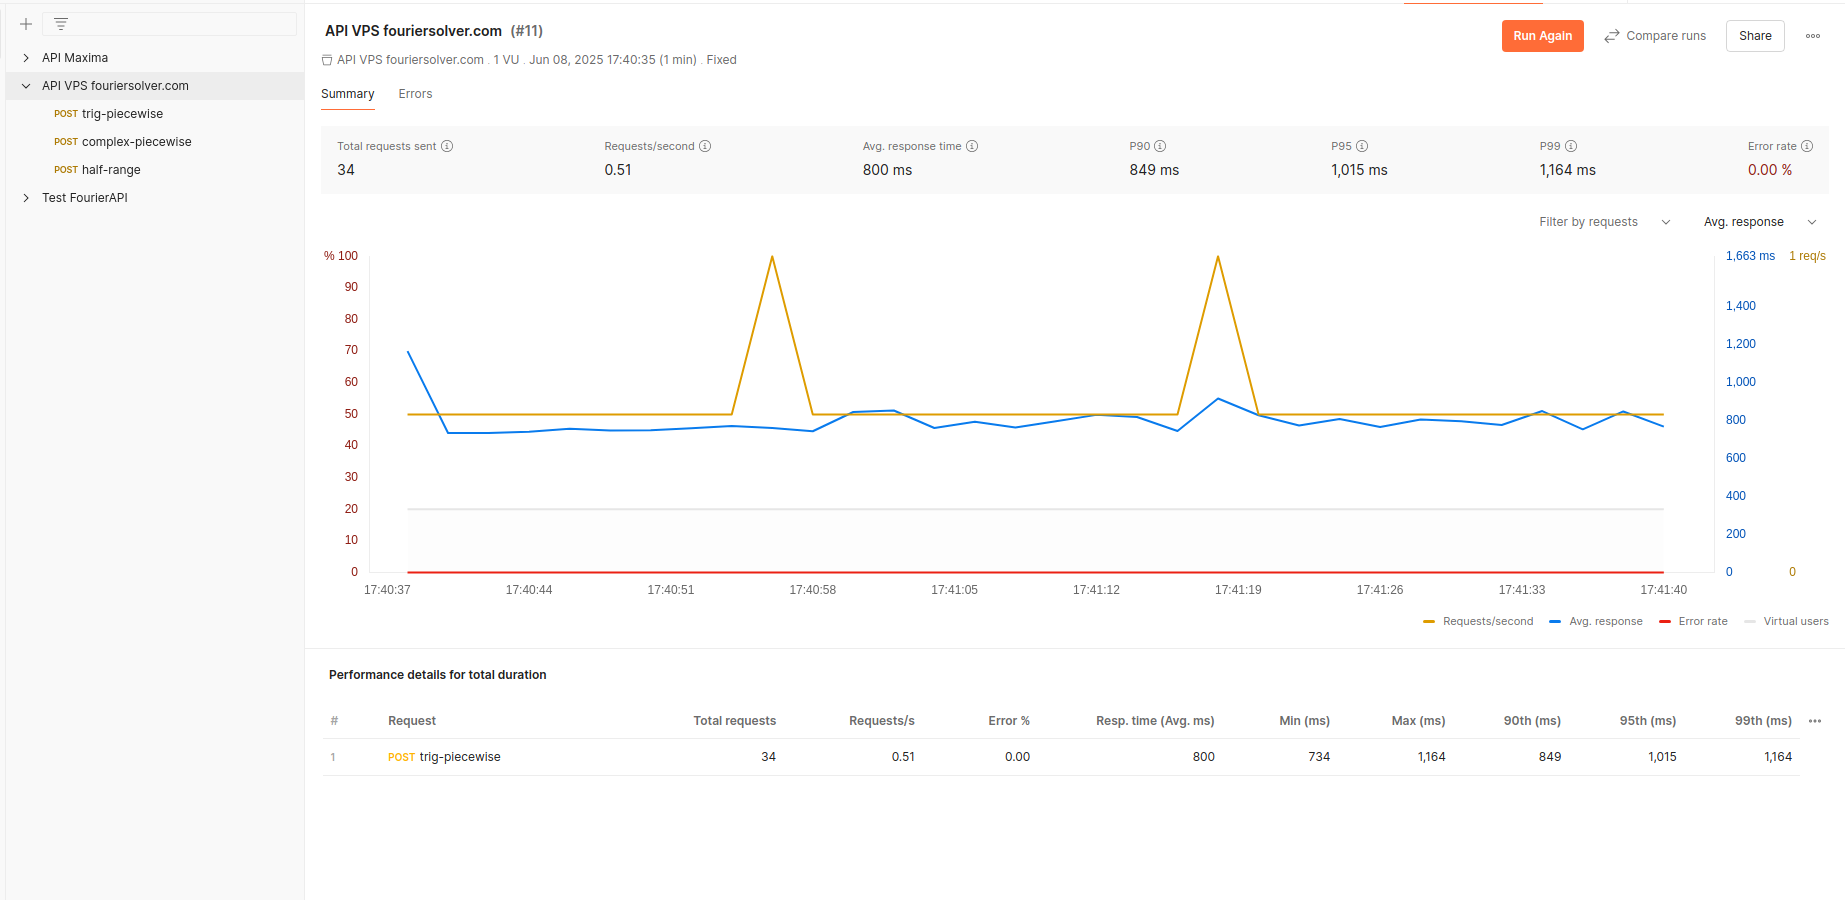 API Maxima
API VPS fouriersolver.com
POST trig-piecewise
POST complex-piecewise
POST half-range
Test FourierAPI
API VPS fouriersolver.com (#11)
Run Again
Compare runs
Share
API VPS fouriersolver.com . 1 VU . Jun 08, 2025 17:40:35 (1 min) . Fixed
Summary
Errors
Total requests sent
Requests/second
Avg. response time
P90
P95
P99
Error rate
34
0.51
800 ms
849 ms
1,015 ms
1,164 ms
0.00 %
Filter by requests
Avg. response
% 100
90
80
70
60
50
40
30
20
10
0
1,663 ms
1,400
1,200
1,000
800
600
400
200
0
1 req/s
0
17:40:37
17:40:44
17:40:51
17:40:58
17:41:05
17:41:12
17:41:19
17:41:26
17:41:33
17:41:40
Requests/second
Avg. response
Error rate
Virtual users
Performance details for total duration
# Request Total requests Requests/s Error % Resp. time (Avg. ms) Min (ms) Max (ms) 90th (ms) 95th (ms) 99th (ms)
1 POST trig-piecewise 34 0.51 0.00 800 734 1,164 849 1,015 1,164